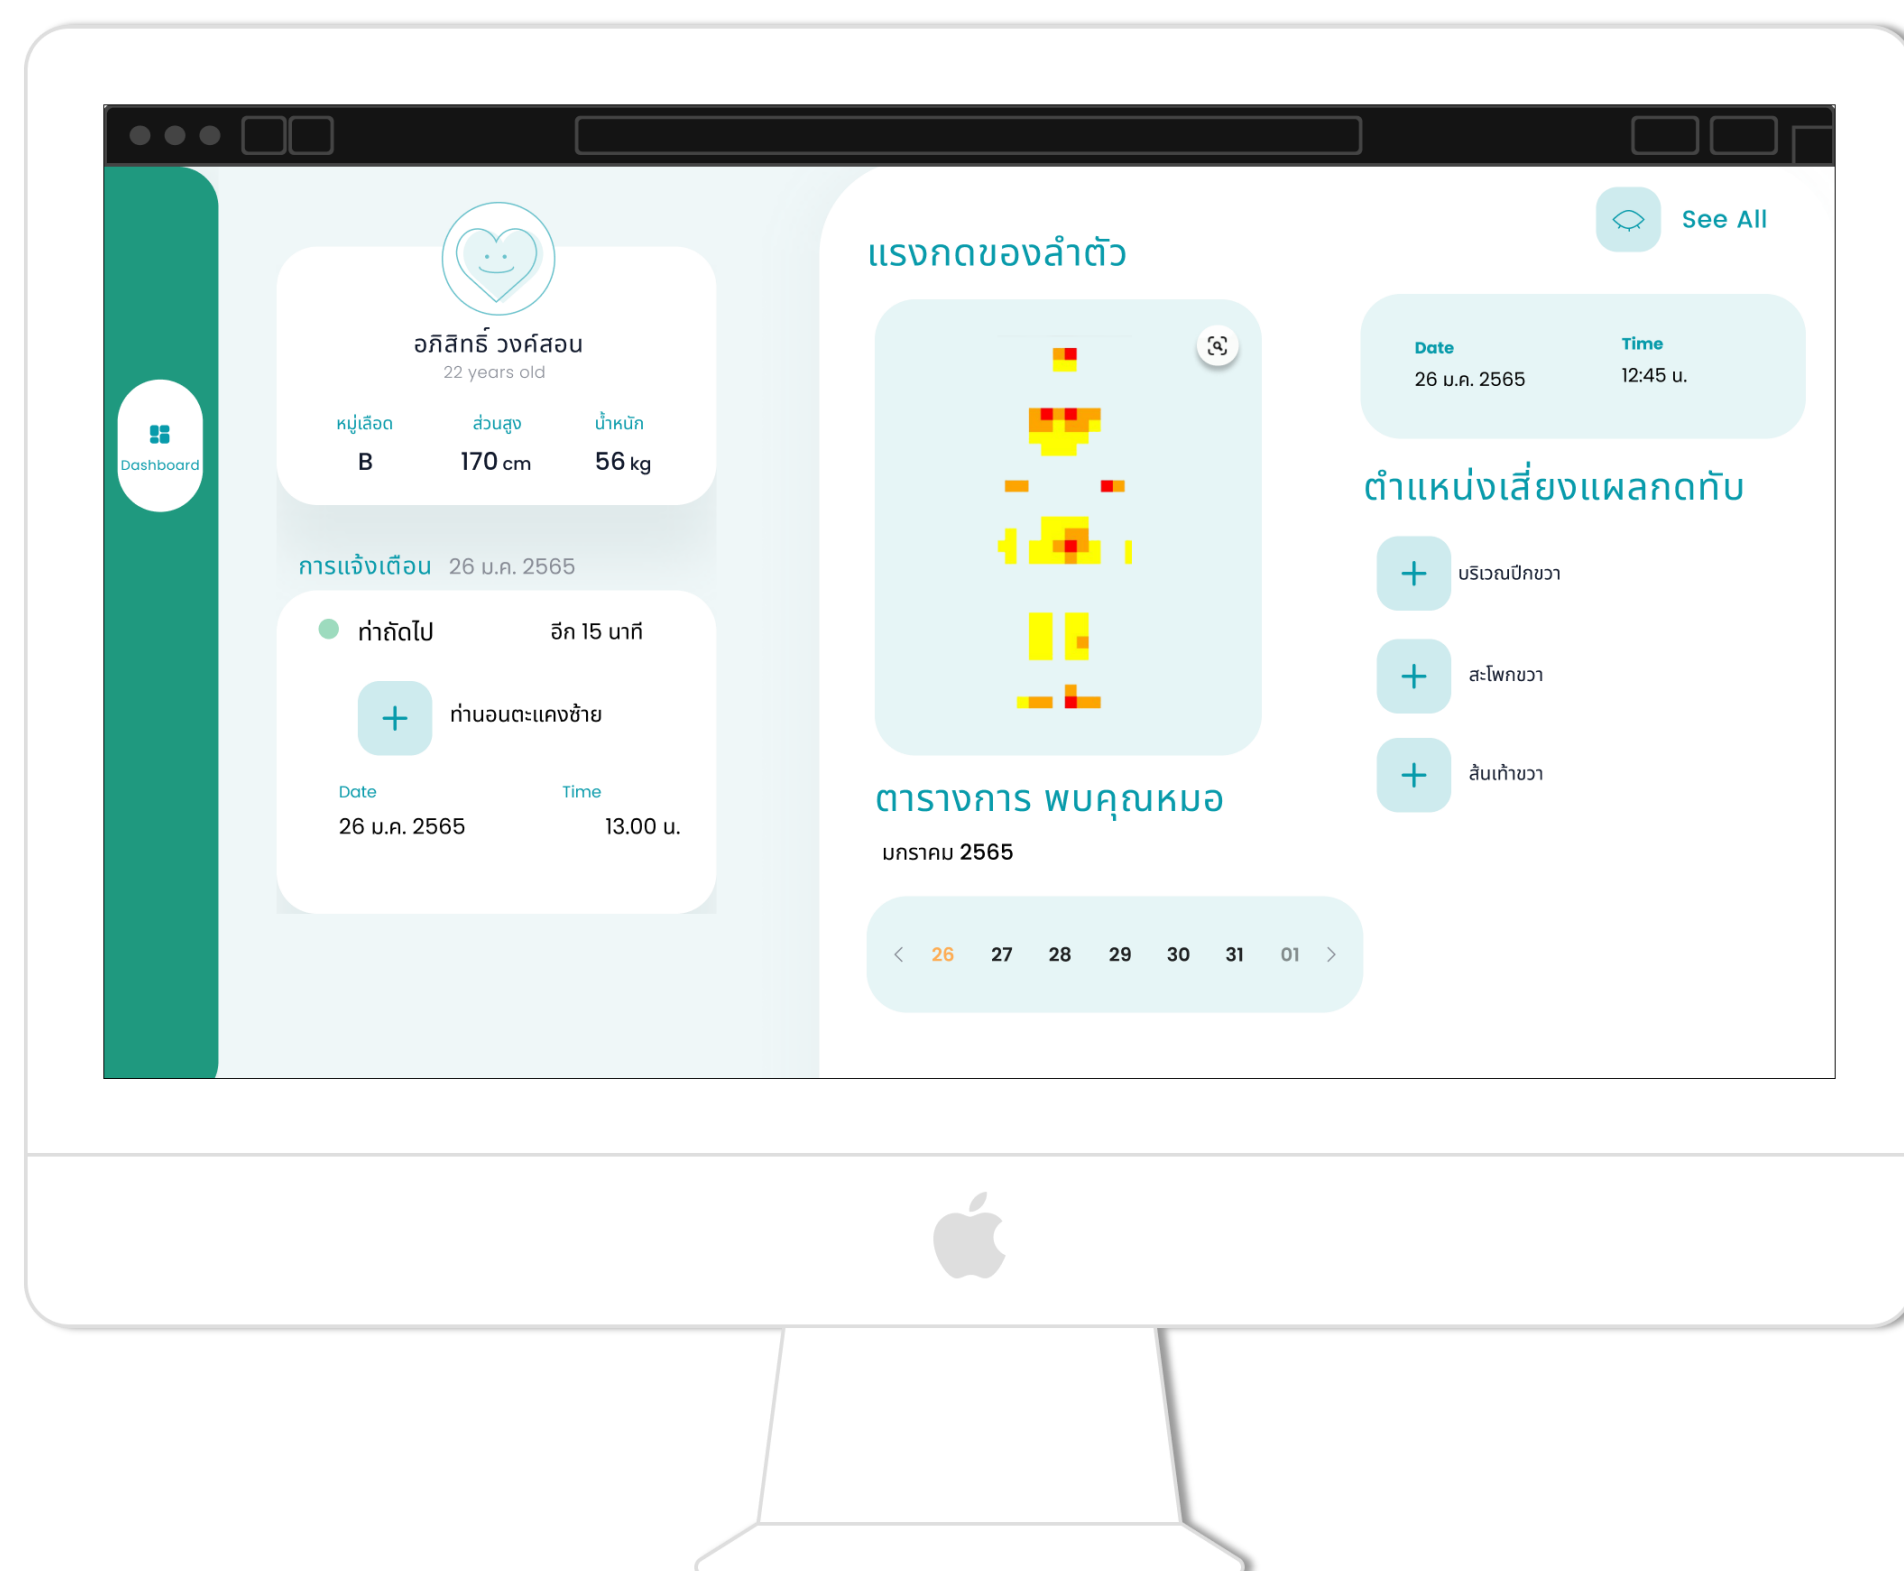 Dashboard
อภิสิทธิ์ วงค์สอน
22 years old
หมู่เลือด ส่วนสูง น้ำหนัก
B 170 cm 56 kg
การแจ้งเตือน 26 ม.ค. 2565
ท่าถัดไป อีก 15 นาที
ท่านอนตะแคงซ้าย
Date Time
26 ม.ค. 2565 13.00 น.
See All
แรงกดของลำตัว
Date Time
26 ม.ค. 2565 12:45 น.
ตำแหน่งเสี่ยงแผลกดทับ
บริเวณปีกขวา
สะโพกขวา
ส้นเท้าขวา
ตารางการ พบคุณหมอ
มกราคม 2565
26 27 28 29 30 31 01